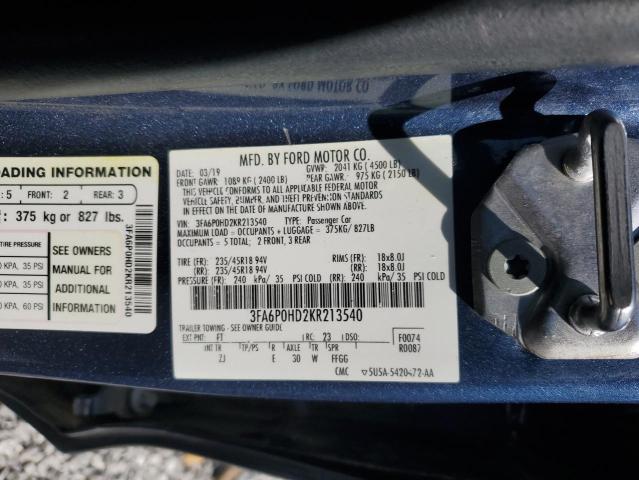 MFD. BY FORD MOTOR CO.
OADING INFORMATION
: 5 FRONT: 2 REAR: 3
: 375 kg or 827 lbs.
TIRE PRESSURE
0 KPA, 35 PSI
0 KPA, 35 PSI
0 KPA, 60 PSI
SEE OWNERS
MANUAL FOR
ADDITIONAL
INFORMATION
3FA6P0HD2KR213540
MFD. BY FORD MOTOR CO.
DATE: 03/19 GVWR: 2041 KG (4500 LB)
FRONT GAWR: 1089 KG (2400 LB) REAR GAWR: 975 KG (2150 LB)
THIS VEHICLE CONFORMS TO ALL APPLICABLE FEDERAL MOTOR
VEHICLE SAFETY, BUMPER, AND THEFT PREVENTION STANDARDS IN
EFFECT ON THE DATE OF MANUFACTURE SHOWN ABOVE.
VIN: 3FA6P0HD2KR213540 TYPE: Passenger Car
MAXIMUM LOAD = OCCUPANTS + LUGGAGE = 375KG/ 827LB
OCCUPANTS = 5 TOTAL: 2 FRONT, 3 REAR
TIRE (FR): 235/45R18 94V RIMS (FR): 18x8.0J
(RR): 235/45R18 94V (RR): 18x8.0J
PRESSURE (FR): 240 kPa/ 35 PSI COLD (RR): 240 kPa/ 35 PSI COLD
3FA6P0HD2KR213540
TRAILER TOWING - SEE OWNER GUIDE
EXT PNT: FT RC: 23 DSO: F0074
INT TR TP/PS R AXLE TR SPR R0087
ZJ E 30 W FFGG
CMC 5U5A-5420472-AA